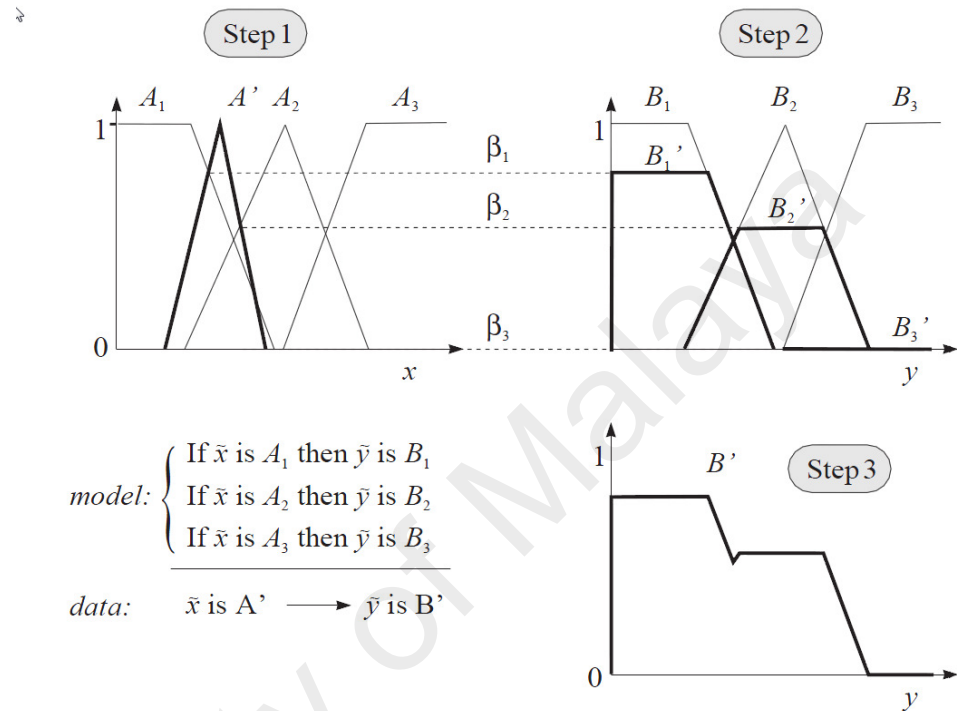 Step 1
Step 2
A₁ A’ A₂ A₃
B₁ B₂ B₃
1
1
β₁
B₁’
β₂
B₂’
β₃
B₃’
0
x
y
model:
If x̃ is A₁ then ỹ is B₁
If x̃ is A₂ then ỹ is B₂
If x̃ is A₃ then ỹ is B₃
data: x̃ is A’ ⟶ ỹ is B’
1
B’
Step 3
0
y
y of Malaya